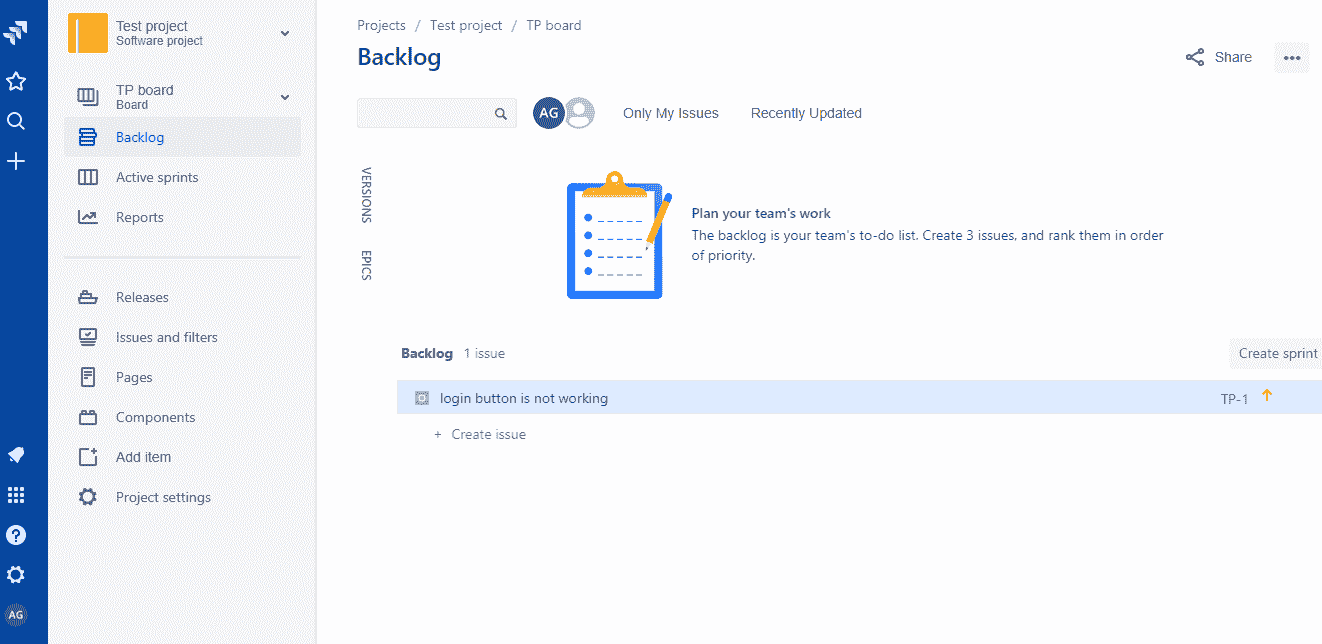 Test project
Software project
TP board
Board
Backlog
Active sprints
Reports
Releases
Issues and filters
Pages
Components
Add item
Project settings
AG
Projects / Test project / TP board
Backlog
Share
AG
Only My Issues
Recently Updated
VERSIONS
EPICS
Plan your team's work
The backlog is your team's to-do list. Create 3 issues, and rank them in order
of priority.
Backlog 1 issue
Create sprint
login button is not working
TP-1
+ Create issue